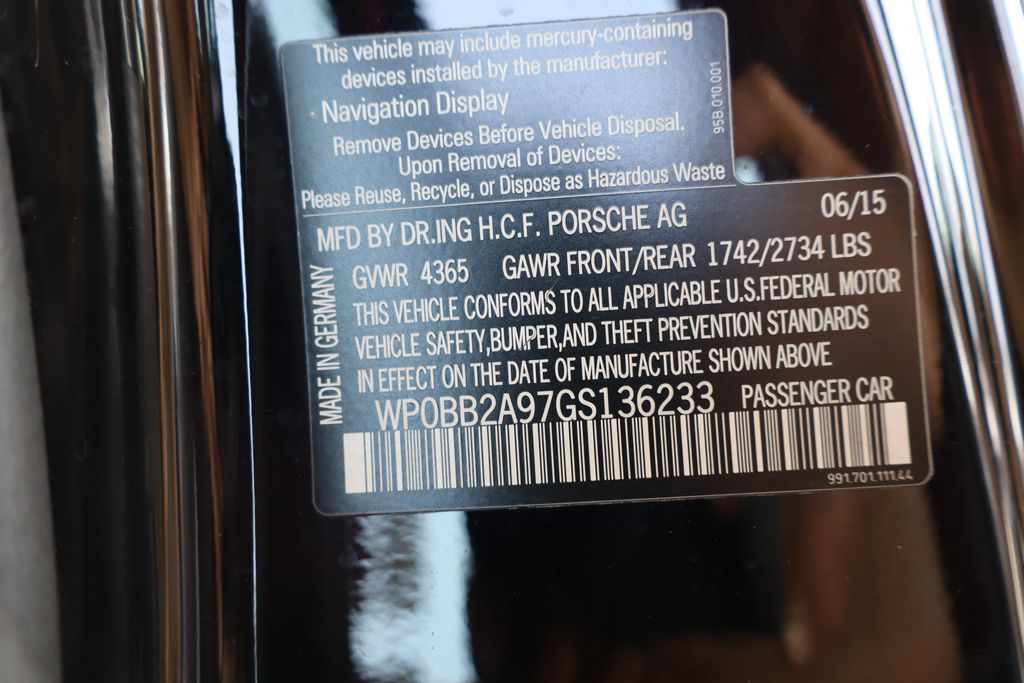 This vehicle may include mercury-containing
devices installed by the manufacturer:
· Navigation Display
Remove Devices Before Vehicle Disposal.
Upon Removal of Devices:
Please Reuse, Recycle, or Dispose as Hazardous Waste
95B.010.001
MFD BY DR.ING H.C.F. PORSCHE AG 06/15
GVWR 4365 GAWR FRONT/REAR 1742/2734 LBS
THIS VEHICLE CONFORMS TO ALL APPLICABLE U.S.FEDERAL MOTOR
VEHICLE SAFETY,BUMPER,AND THEFT PREVENTION STANDARDS
IN EFFECT ON THE DATE OF MANUFACTURE SHOWN ABOVE
MADE IN GERMANY
WP0BB2A97GS136233 PASSENGER CAR
991.701.111.44